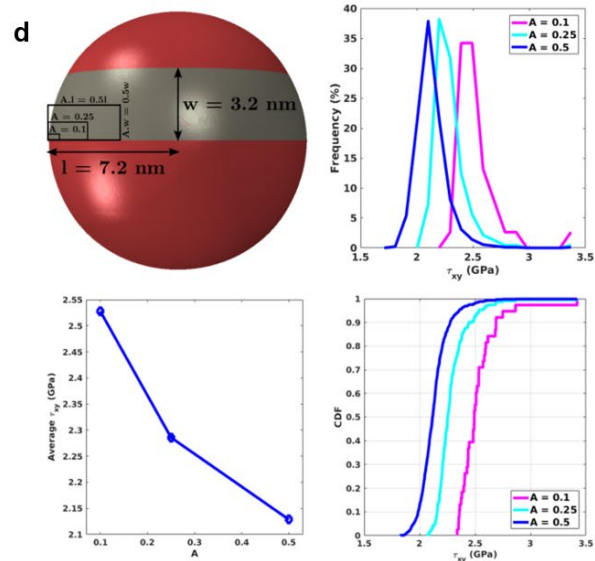 d
A.l = 0.5l
A = 0.25
A = 0.1
A.w = 0.5w
w = 3.2 nm
l = 7.2 nm
40
35
30
25
20
15
10
5
0
Frequency (%)
1.5
2
2.5
3
3.5
τxy (GPa)
A = 0.1
A = 0.25
A = 0.5
2.55
2.5
2.45
2.4
2.35
2.3
2.25
2.2
2.15
2.1
Average τxy (GPa)
0.1
0.2
0.3
0.4
0.5
A
1
0.9
0.8
0.7
0.6
0.5
0.4
0.3
0.2
0.1
0
CDF
1.5
2
2.5
3
3.5
τxy (GPa)
A = 0.1
A = 0.25
A = 0.5